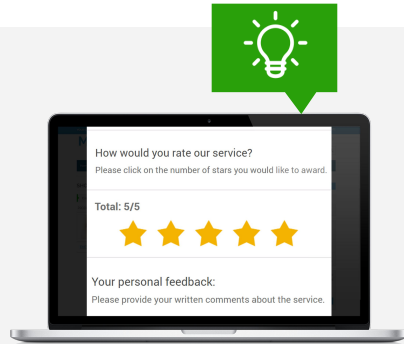 How would you rate our service?
Please click on the number of stars you would like to award.
Total: 5/5
Your personal feedback:
Please provide your written comments about the service.